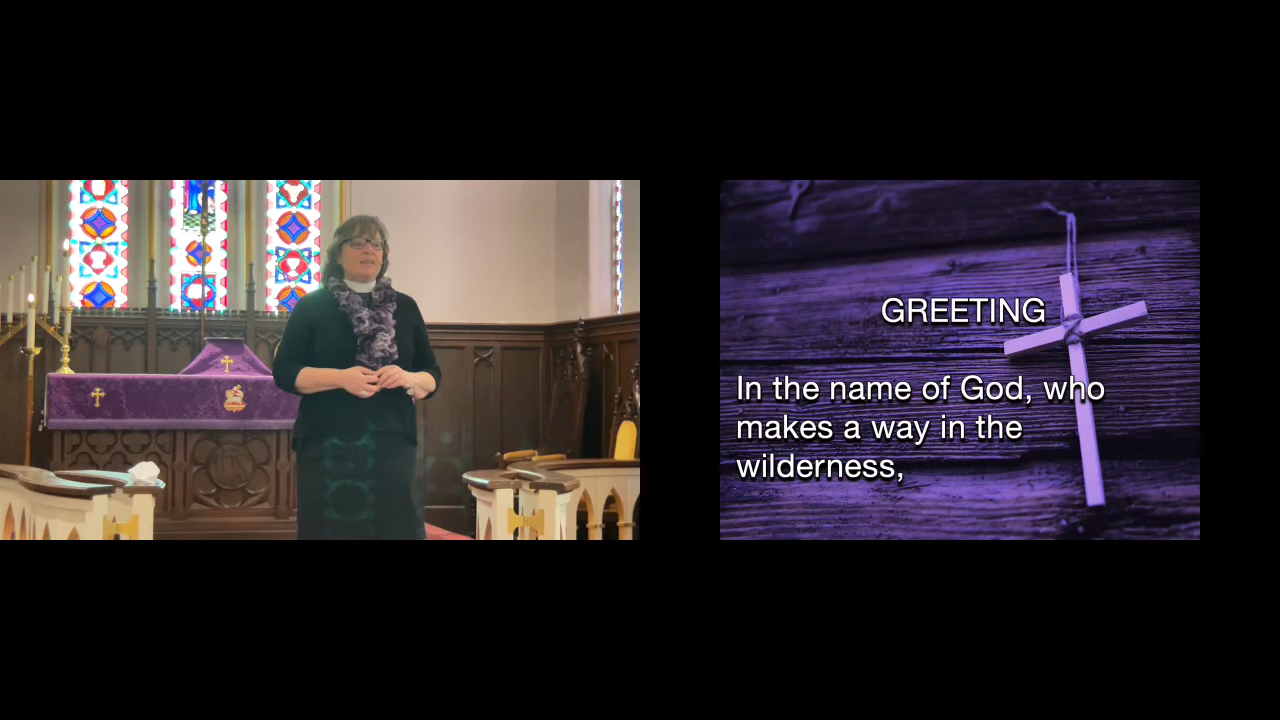 GREETING
In the name of God, who
makes a way in the
wilderness,